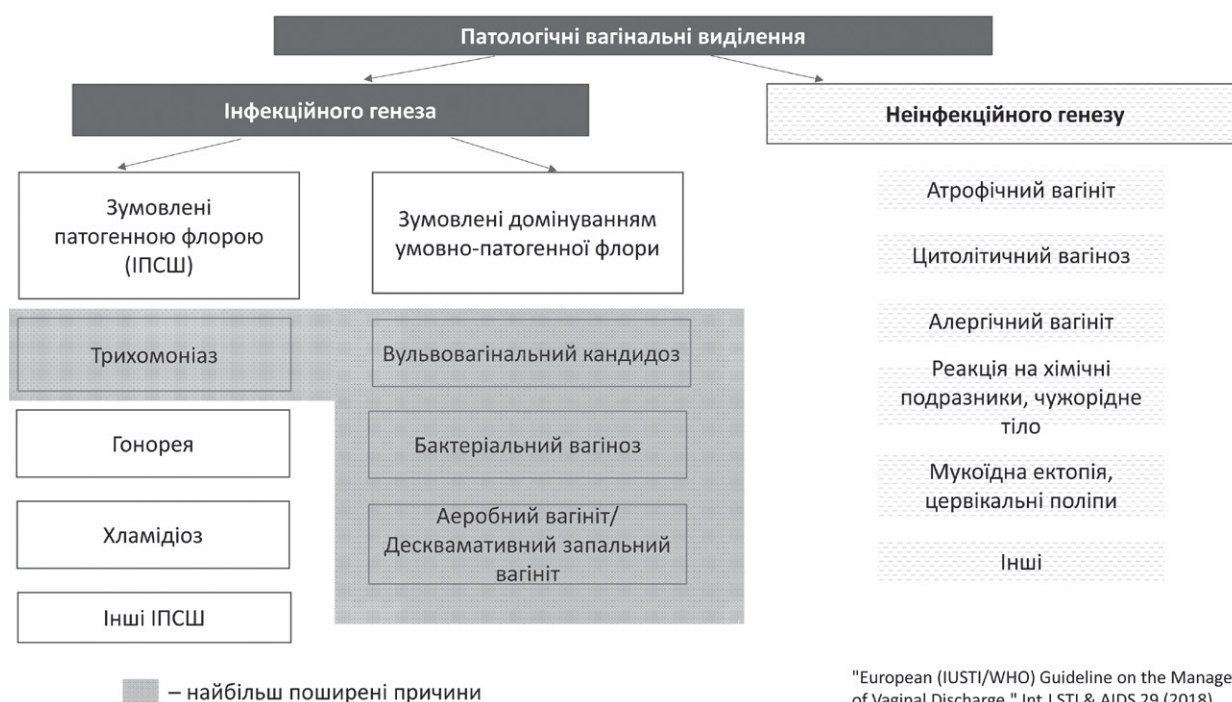 Патологічні вагінальні виділення
Інфекційного генеза
Неінфекційного генезу
Зумовлені
патогенною флорою
(ІПСШ)
Зумовлені домінуванням
умовно-патогенної флори
Трихомоніаз
Гонорея
Хламідіоз
Інші ІПСШ
Вульвовагінальний кандидоз
Бактеріальний вагіноз
Аеробний вагініт/
Десквамативний запальний
вагініт
Атрофічний вагініт
Цитолітичний вагіноз
Алергічний вагініт
Реакція на хімічні
подразники, чужорідне
тіло
Мукоїдна ектопія,
цервікальні поліпи
Інші
– найбільш поширені причини
"European (IUSTI/WHO) Guideline on the Manage
of Vaginal Discharge." Int J STI & AIDS 29 (2018)